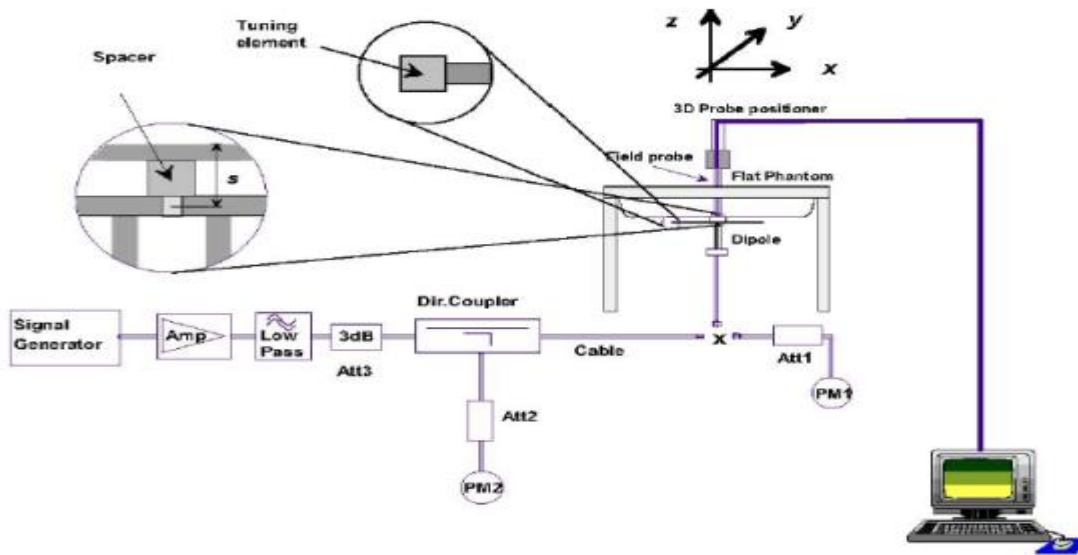 Tuning
element
Spacer
s
z
y
x
3D Probe positioner
Field probe
Flat Phantom
Dipole
Dir.Coupler
Signal
Generator
Amp
Low
Pass
3dB
Att3
Cable
x
Att1
PM1
Att2
PM2